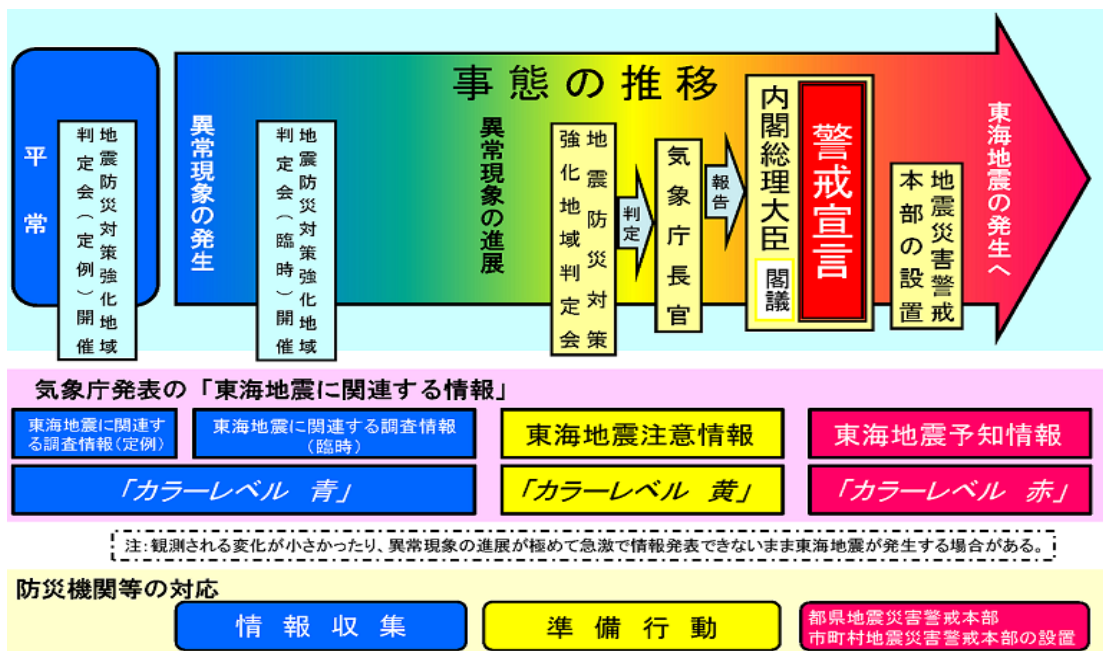 事態の推移
平常
地震防災対策強化地域
判定会(定例)開催
異常現象の発生
地震防災対策強化地域
判定会(臨時)開催
異常現象の進展
地震防災対策
強化地域判定会
判定
気象庁長官
報告
内閣総理大臣
閣議
警戒宣言
地震災害警戒
本部の設置
東海地震の発生へ
気象庁発表の「東海地震に関連する情報」
東海地震に関連す
る調査情報(定例)
東海地震に関連する調査情報
(臨時)
東海地震注意情報
東海地震予知情報
「カラーレベル 青」
「カラーレベル 黄」
「カラーレベル 赤」
注:観測される変化が小さかったり、異常現象の進展が極めて急激で情報発表できないまま東海地震が発生する場合がある。
防災機関等の対応
情報収集
準備行動
都県地震災害警戒本部
市町村地震災害警戒本部の設置